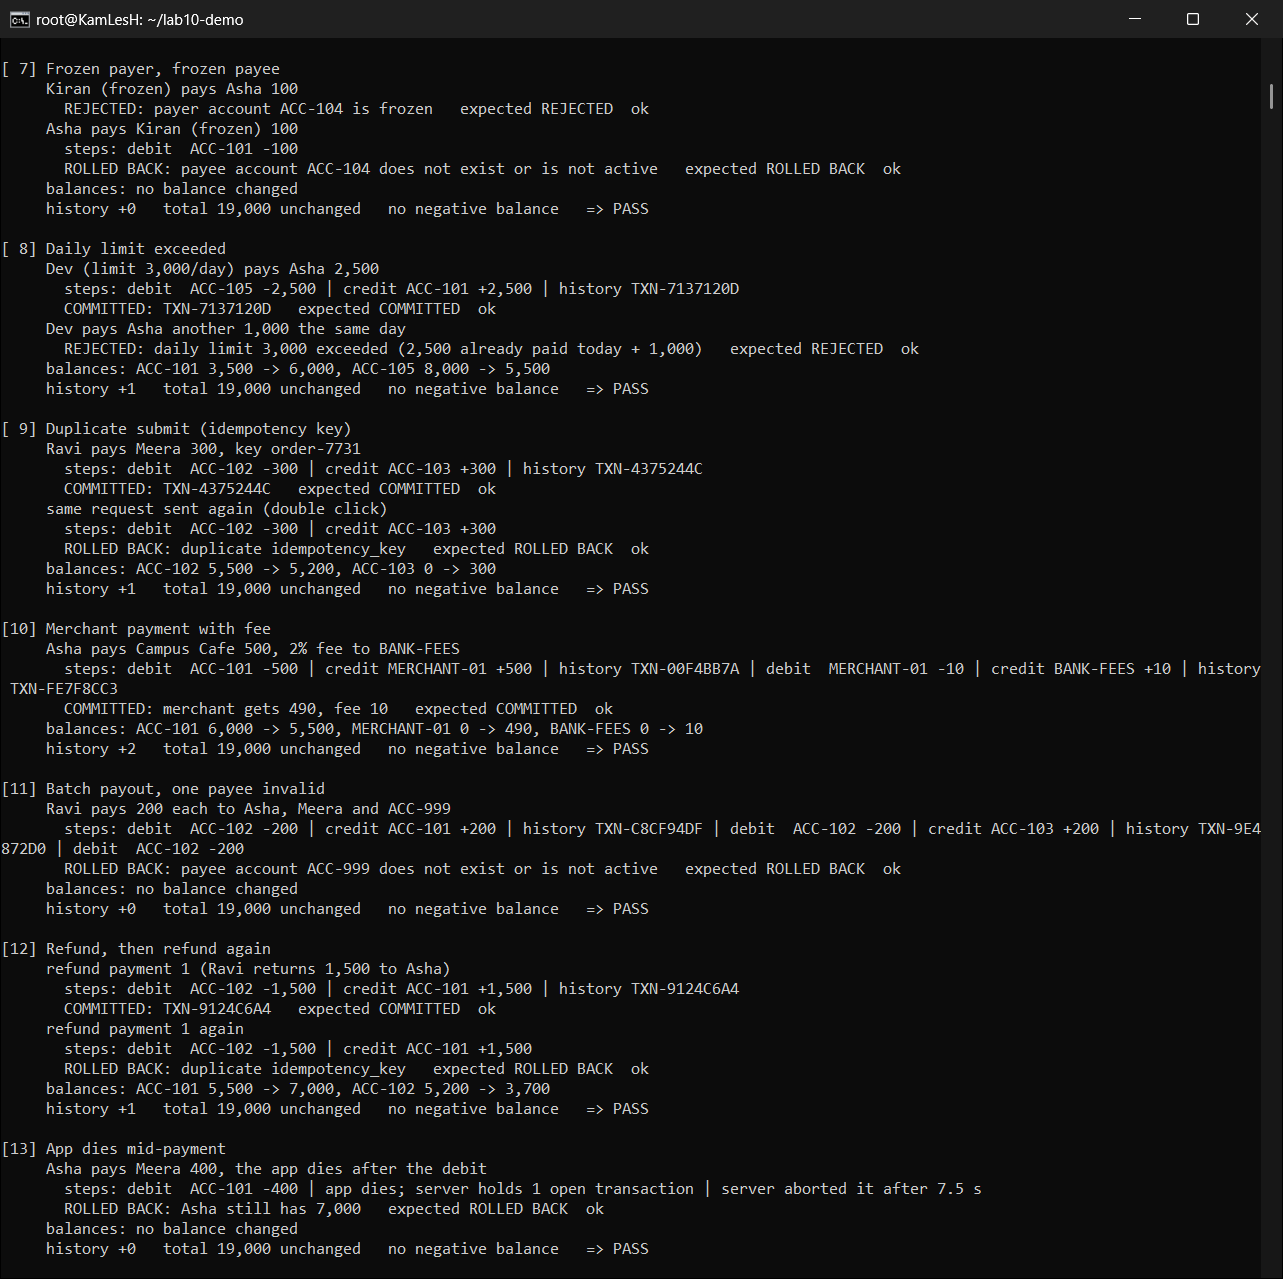 root@KamLesH: ~/lab10-demo
[ 7] Frozen payer, frozen payee
Kiran (frozen) pays Asha 100
REJECTED: payer account ACC-104 is frozen   expected REJECTED  ok
Asha pays Kiran (frozen) 100
steps: debit  ACC-101 -100
ROLLED BACK: payee account ACC-104 does not exist or is not active   expected ROLLED BACK  ok
balances: no balance changed
history +0   total 19,000 unchanged   no negative balance   => PASS
[ 8] Daily limit exceeded
Dev (limit 3,000/day) pays Asha 2,500
steps: debit  ACC-105 -2,500 | credit ACC-101 +2,500 | history TXN-7137120D
COMMITTED: TXN-7137120D   expected COMMITTED  ok
Dev pays Asha another 1,000 the same day
REJECTED: daily limit 3,000 exceeded (2,500 already paid today + 1,000)   expected REJECTED  ok
balances: ACC-101 3,500 -> 6,000, ACC-105 8,000 -> 5,500
history +1   total 19,000 unchanged   no negative balance   => PASS
[ 9] Duplicate submit (idempotency key)
Ravi pays Meera 300, key order-7731
steps: debit  ACC-102 -300 | credit ACC-103 +300 | history TXN-4375244C
COMMITTED: TXN-4375244C   expected COMMITTED  ok
same request sent again (double click)
steps: debit  ACC-102 -300 | credit ACC-103 +300
ROLLED BACK: duplicate idempotency_key   expected ROLLED BACK  ok
balances: ACC-102 5,500 -> 5,200, ACC-103 0 -> 300
history +1   total 19,000 unchanged   no negative balance   => PASS
[10] Merchant payment with fee
Asha pays Campus Cafe 500, 2% fee to BANK-FEES
steps: debit  ACC-101 -500 | credit MERCHANT-01 +500 | history TXN-00F4BB7A | debit  MERCHANT-01 -10 | credit BANK-FEES +10 | history
TXN-FE7F8CC3
COMMITTED: merchant gets 490, fee 10   expected COMMITTED  ok
balances: ACC-101 6,000 -> 5,500, MERCHANT-01 0 -> 490, BANK-FEES 0 -> 10
history +2   total 19,000 unchanged   no negative balance   => PASS
[11] Batch payout, one payee invalid
Ravi pays 200 each to Asha, Meera and ACC-999
steps: debit  ACC-102 -200 | credit ACC-101 +200 | history TXN-C8CF94DF | debit  ACC-102 -200 | credit ACC-103 +200 | history TXN-9E4
872D0 | debit  ACC-102 -200
ROLLED BACK: payee account ACC-999 does not exist or is not active   expected ROLLED BACK  ok
balances: no balance changed
history +0   total 19,000 unchanged   no negative balance   => PASS
[12] Refund, then refund again
refund payment 1 (Ravi returns 1,500 to Asha)
steps: debit  ACC-102 -1,500 | credit ACC-101 +1,500 | history TXN-9124C6A4
COMMITTED: TXN-9124C6A4   expected COMMITTED  ok
refund payment 1 again
steps: debit  ACC-102 -1,500 | credit ACC-101 +1,500
ROLLED BACK: duplicate idempotency_key   expected ROLLED BACK  ok
balances: ACC-101 5,500 -> 7,000, ACC-102 5,200 -> 3,700
history +1   total 19,000 unchanged   no negative balance   => PASS
[13] App dies mid-payment
Asha pays Meera 400, the app dies after the debit
steps: debit  ACC-101 -400 | app dies; server holds 1 open transaction | server aborted it after 7.5 s
ROLLED BACK: Asha still has 7,000   expected ROLLED BACK  ok
balances: no balance changed
history +0   total 19,000 unchanged   no negative balance   => PASS